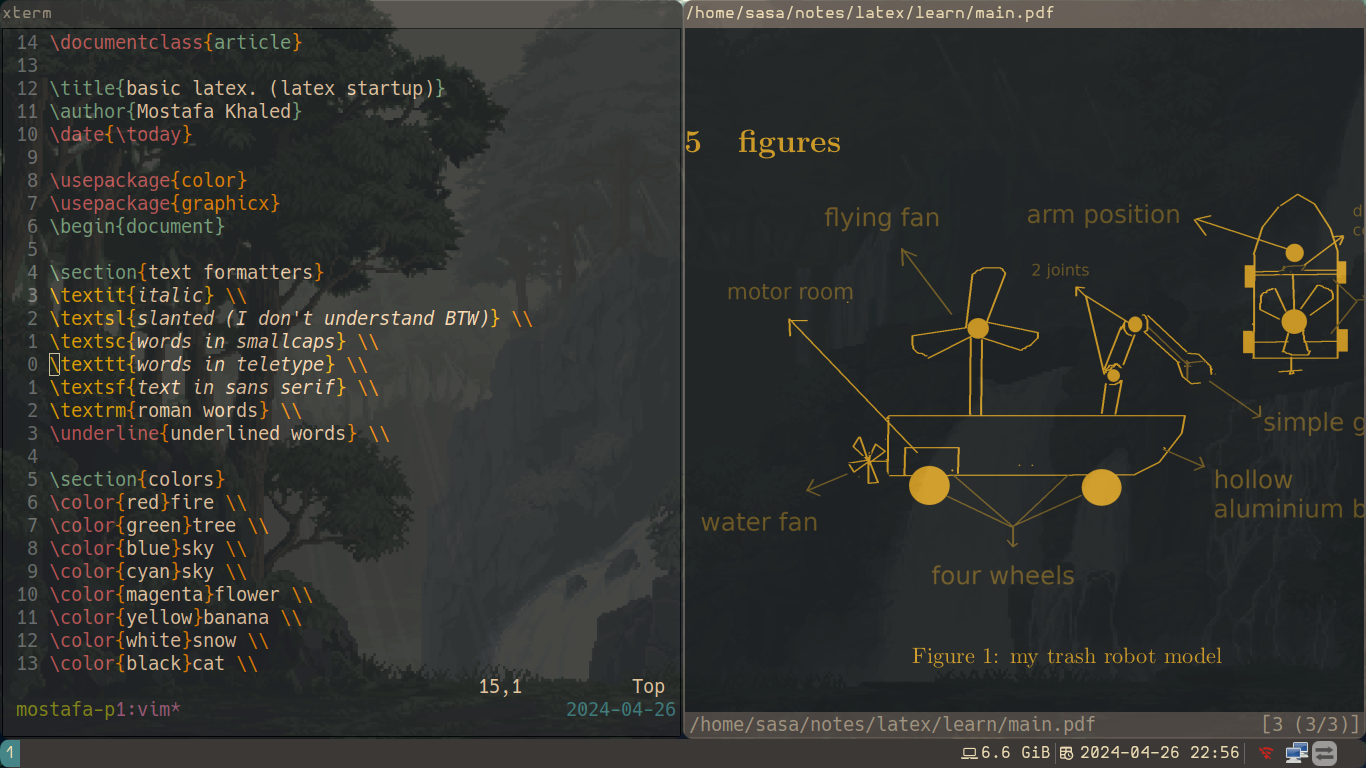 xterm
14 \documentclass{article}
13
12 \title{basic latex. (latex startup)}
11 \author{Mostafa Khaled}
10 \date{\today}
9
8 \usepackage{color}
7 \usepackage{graphicx}
6 \begin{document}
5
4 \section{text formatters}
3 \textit{italic} \\
2 \textsl{slanted (I don't understand BTW)} \\
1 \textsc{words in smallcaps} \\
0 \texttt{words in teletype} \\
1 \textsf{text in sans serif} \\
2 \textrm{roman words} \\
3 \underline{underlined words} \\
4
5 \section{colors}
6 \color{red}fire \\
7 \color{green}tree \\
8 \color{blue}sky \\
9 \color{cyan}sky \\
10 \color{magenta}flower \\
11 \color{yellow}banana \\
12 \color{white}snow \\
13 \color{black}cat \\
15,1 Top
mostafa-p1:vim* 2024-04-26
/home/sasa/notes/latex/learn/main.pdf
5 figures
flying fan
arm position
2 joints
motor room
simple g
hollow
aluminium b
water fan
four wheels
Figure 1: my trash robot model
/home/sasa/notes/latex/learn/main.pdf [3 (3/3)]
1
6.6 GiB 2024-04-26 22:56